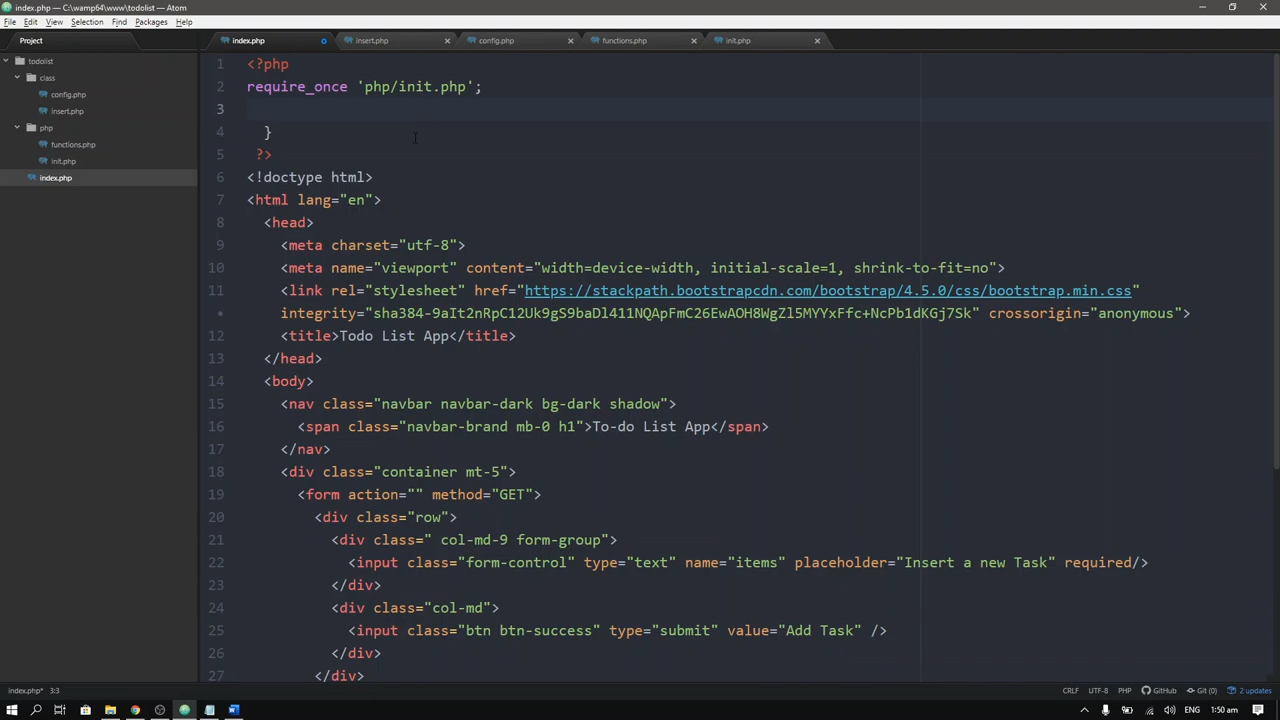 index.php — C:\wamp64\www\todolist — Atom
File Edit View Selection Find Packages Help
Project
index.php
insert.php
config.php
functions.php
init.php
todolist
class
config.php
insert.php
php
functions.php
init.php
index.php
1 <?php
2 require_once 'php/init.php';
3
4 }
5 ?>
6 <!doctype html>
7 <html lang="en">
8 <head>
9 <meta charset="utf-8">
10 <meta name="viewport" content="width=device-width, initial-scale=1, shrink-to-fit=no">
11 <link rel="stylesheet" href="https://stackpath.bootstrapcdn.com/bootstrap/4.5.0/css/bootstrap.min.css"
• integrity="sha384-9aIt2nRpC12Uk9gS9baDl411NQApFmC26EwAOH8WgZl5MYYxFfc+NcPb1dKGj7Sk" crossorigin="anonymous">
12 <title>Todo List App</title>
13 </head>
14 <body>
15 <nav class="navbar navbar-dark bg-dark shadow">
16 <span class="navbar-brand mb-0 h1">To-do List App</span>
17 </nav>
18 <div class="container mt-5">
19 <form action="" method="GET">
20 <div class="row">
21 <div class=" col-md-9 form-group">
22 <input class="form-control" type="text" name="items" placeholder="Insert a new Task" required/>
23 </div>
24 <div class="col-md">
25 <input class="btn btn-success" type="submit" value="Add Task" />
26 </div>
27 </div>
index.php* 3:3
CRLF UTF-8 PHP GitHub Git (0) 2 updates
ENG 1:50 am